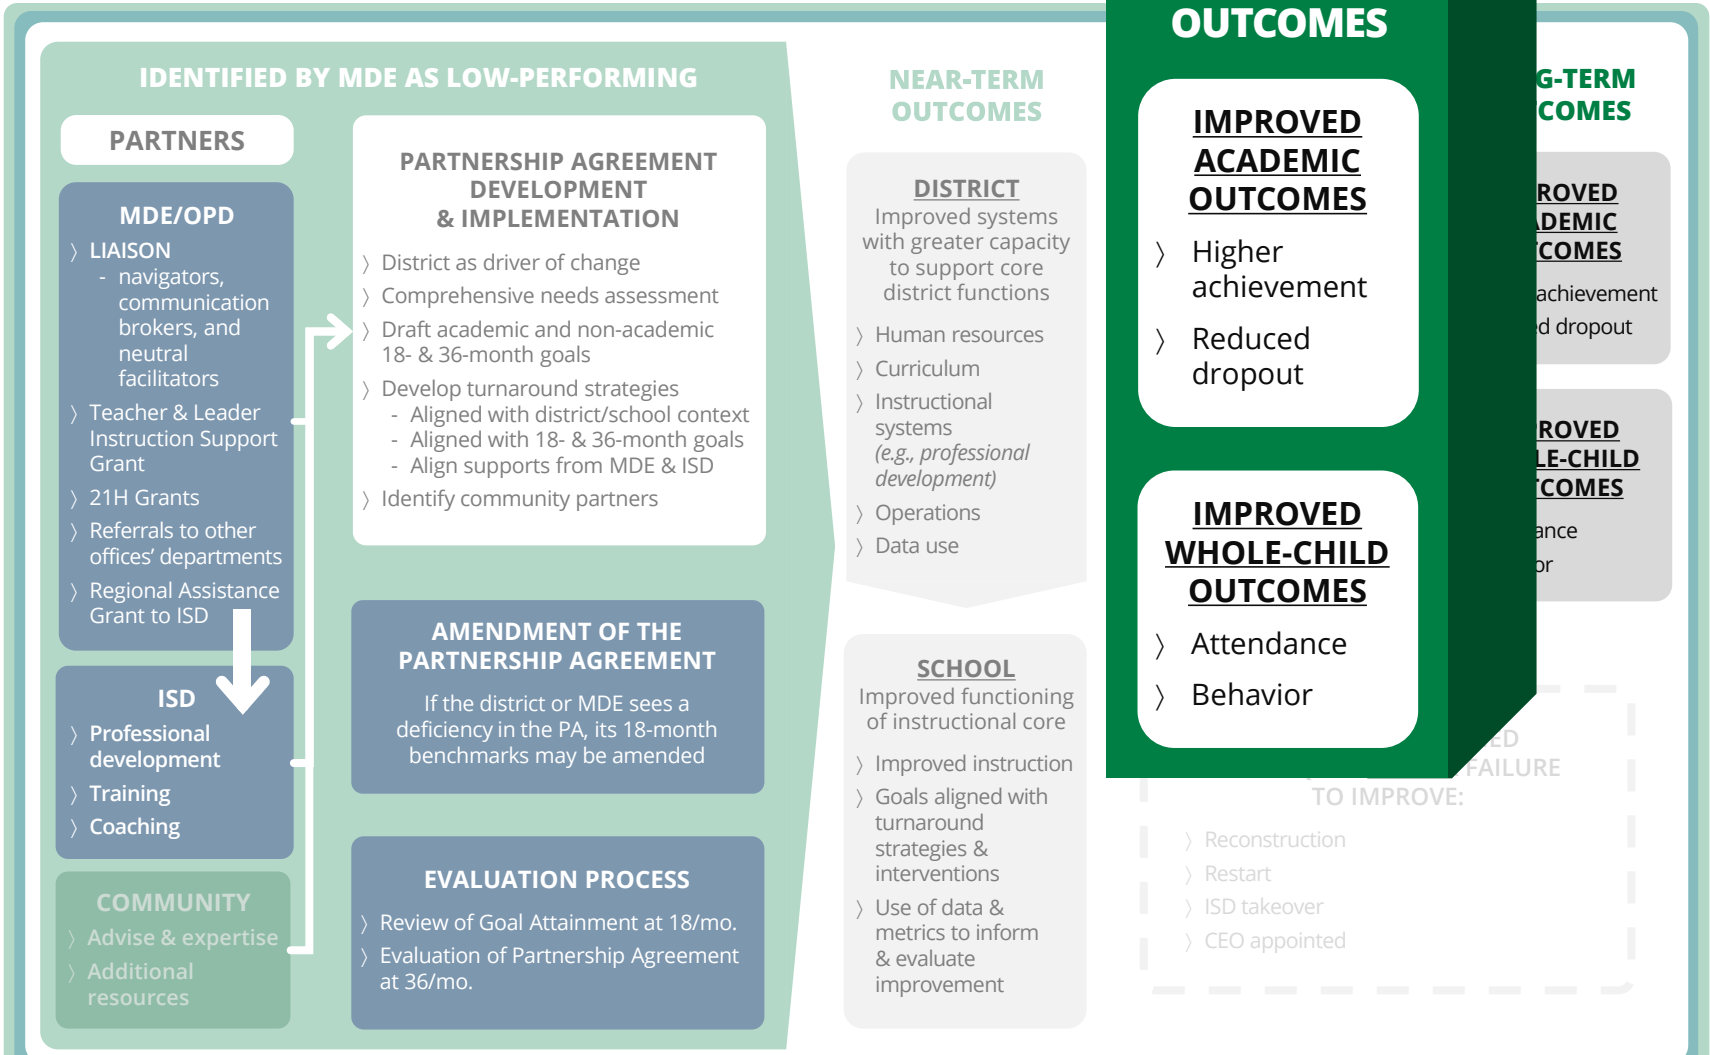 IDENTIFIED BY MDE AS LOW-PERFORMING
PARTNERS
MDE/OPD
〉 LIAISON
- navigators,
communication
brokers, and
neutral
facilitators
〉 Teacher & Leader
Instruction Support
Grant
〉 21H Grants
〉 Referrals to other
offices’ departments
〉 Regional Assistance
Grant to ISD
ISD
〉 Professional
development
〉 Training
〉 Coaching
COMMUNITY
〉 Advise & expertise
〉 Additional
resources
PARTNERSHIP AGREEMENT
DEVELOPMENT
& IMPLEMENTATION
〉 District as driver of change
〉 Comprehensive needs assessment
〉 Draft academic and non-academic
18- & 36-month goals
〉 Develop turnaround strategies
- Aligned with district/school context
- Aligned with 18- & 36-month goals
- Align supports from MDE & ISD
〉 Identify community partners
AMENDMENT OF THE
PARTNERSHIP AGREEMENT
If the district or MDE sees a
deficiency in the PA, its 18-month
benchmarks may be amended
EVALUATION PROCESS
〉 Review of Goal Attainment at 18/mo.
〉 Evaluation of Partnership Agreement
at 36/mo.
NEAR-TERM
OUTCOMES
DISTRICT
Improved systems
with greater capacity
to support core
district functions
〉 Human resources
〉 Curriculum
〉 Instructional
systems
(e.g., professional
development)
〉 Operations
〉 Data use
SCHOOL
Improved functioning
of instructional core
〉 Improved instruction
〉 Goals aligned with
turnaround
strategies &
interventions
〉 Use of data &
metrics to inform
& evaluate
improvement
OUTCOMES
IMPROVED
ACADEMIC
OUTCOMES
〉 Higher
achievement
〉 Reduced
dropout
IMPROVED
WHOLE-CHILD
OUTCOMES
〉 Attendance
〉 Behavior
G-TERM
COMES
ROVED
DEMIC
COMES
achievement
ed dropout
ROVED
LE-CHILD
COMES
ance
or
ED
FAILURE
TO IMPROVE:
〉 Reconstruction
〉 Restart
〉 ISD takeover
〉 CEO appointed